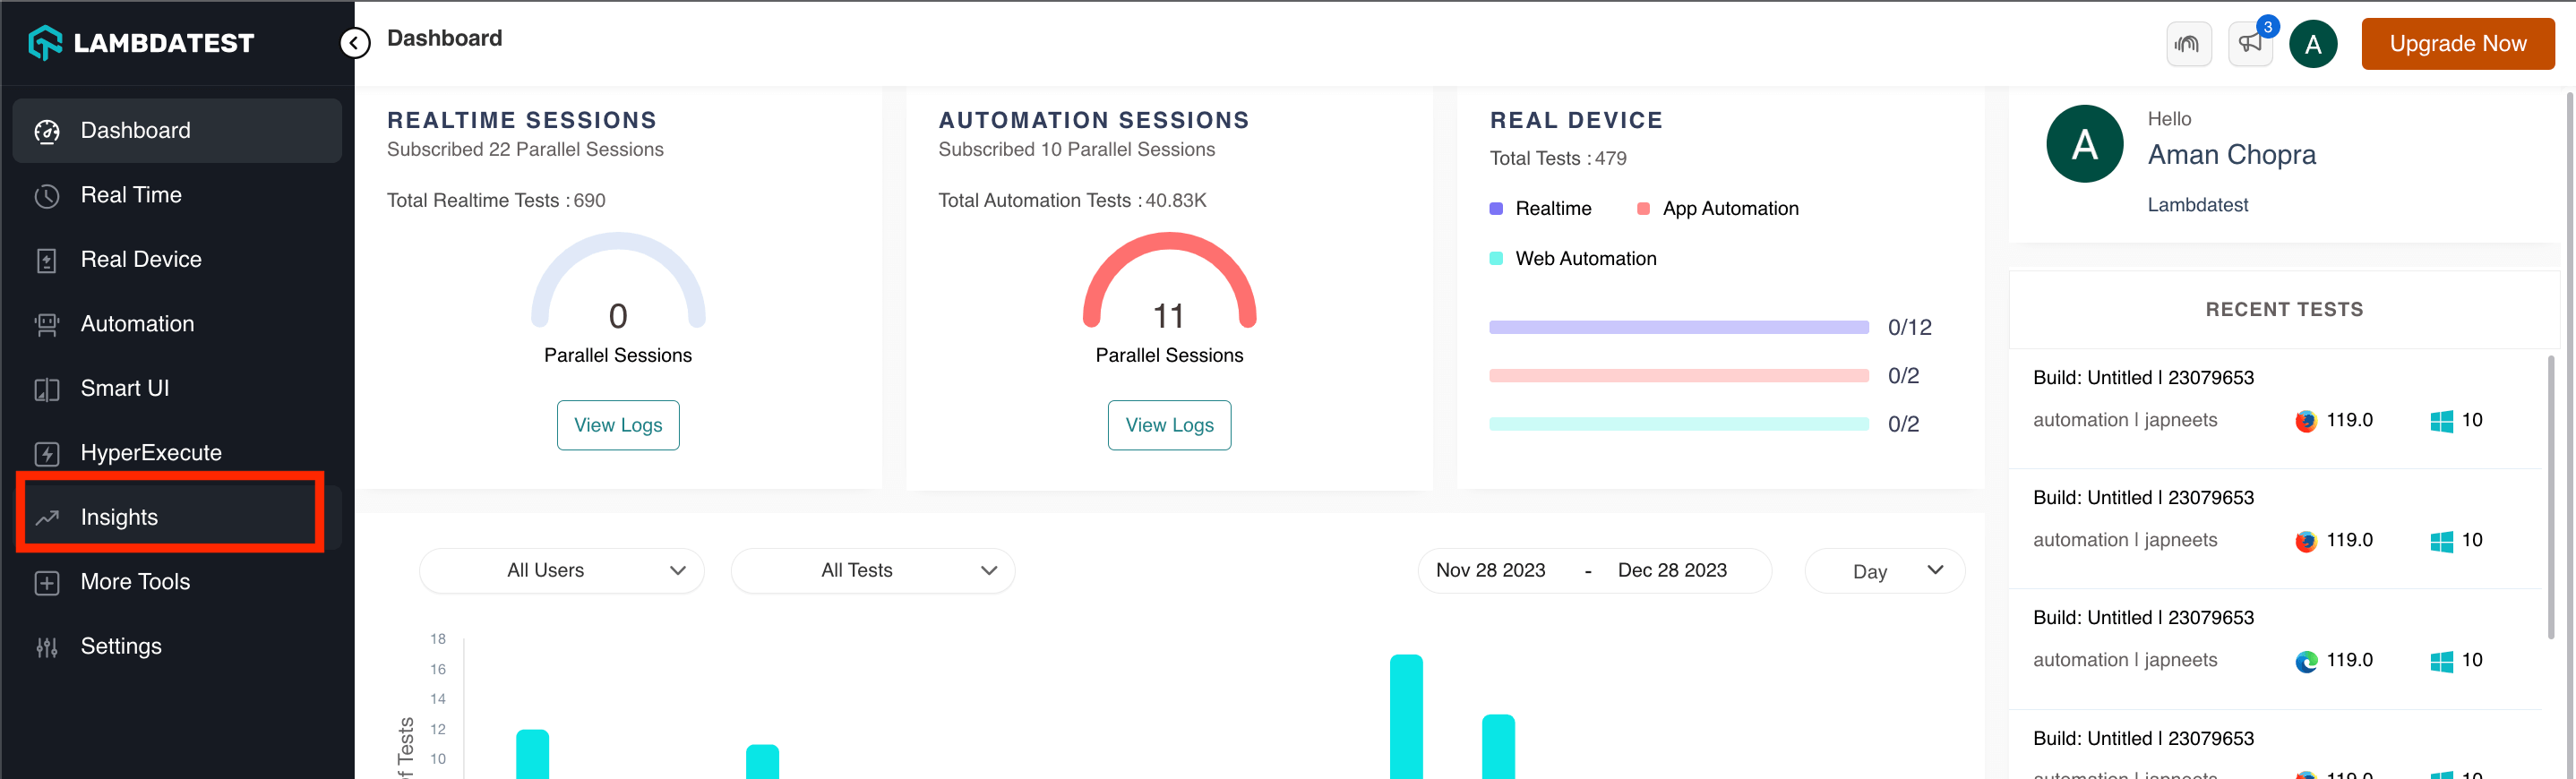 LAMBDATEST
Dashboard
Real Time
Real Device
Automation
Smart UI
HyperExecute
Insights
More Tools
Settings
Dashboard
3
A
Upgrade Now
REALTIME SESSIONS
Subscribed 22 Parallel Sessions
Total Realtime Tests : 690
0
Parallel Sessions
View Logs
AUTOMATION SESSIONS
Subscribed 10 Parallel Sessions
Total Automation Tests : 40.83K
11
Parallel Sessions
View Logs
REAL DEVICE
Total Tests : 479
Realtime App Automation
Web Automation
0/12
0/2
0/2
All Users All Tests Nov 28 2023 - Dec 28 2023 Day
18
16
14
12
10
of Tests
A
Hello
Aman Chopra
Lambdatest
RECENT TESTS
Build: Untitled | 23079653
automation | japneets 119.0 10
Build: Untitled | 23079653
automation | japneets 119.0 10
Build: Untitled | 23079653
automation | japneets 119.0 10
Build: Untitled | 23079653
automation | japneets 119.0 10